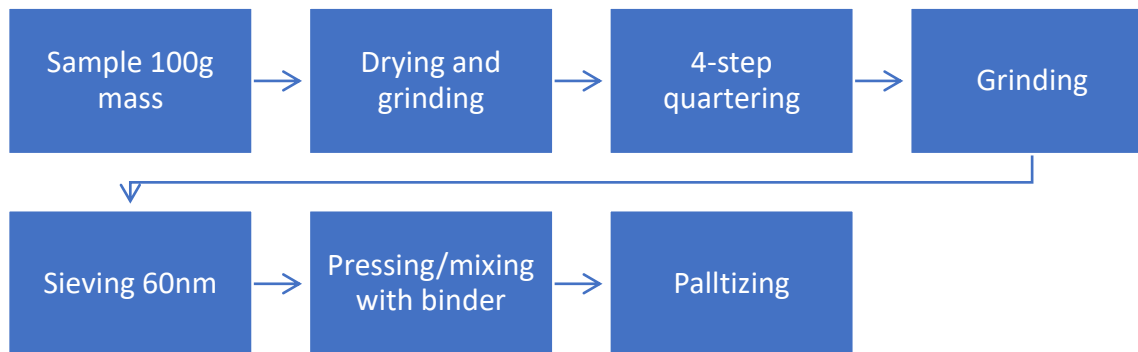 Sample 100g
mass
Drying and
grinding
4-step
quartering
Grinding
Sieving 60nm
Pressing/mixing
with binder
Palltizing